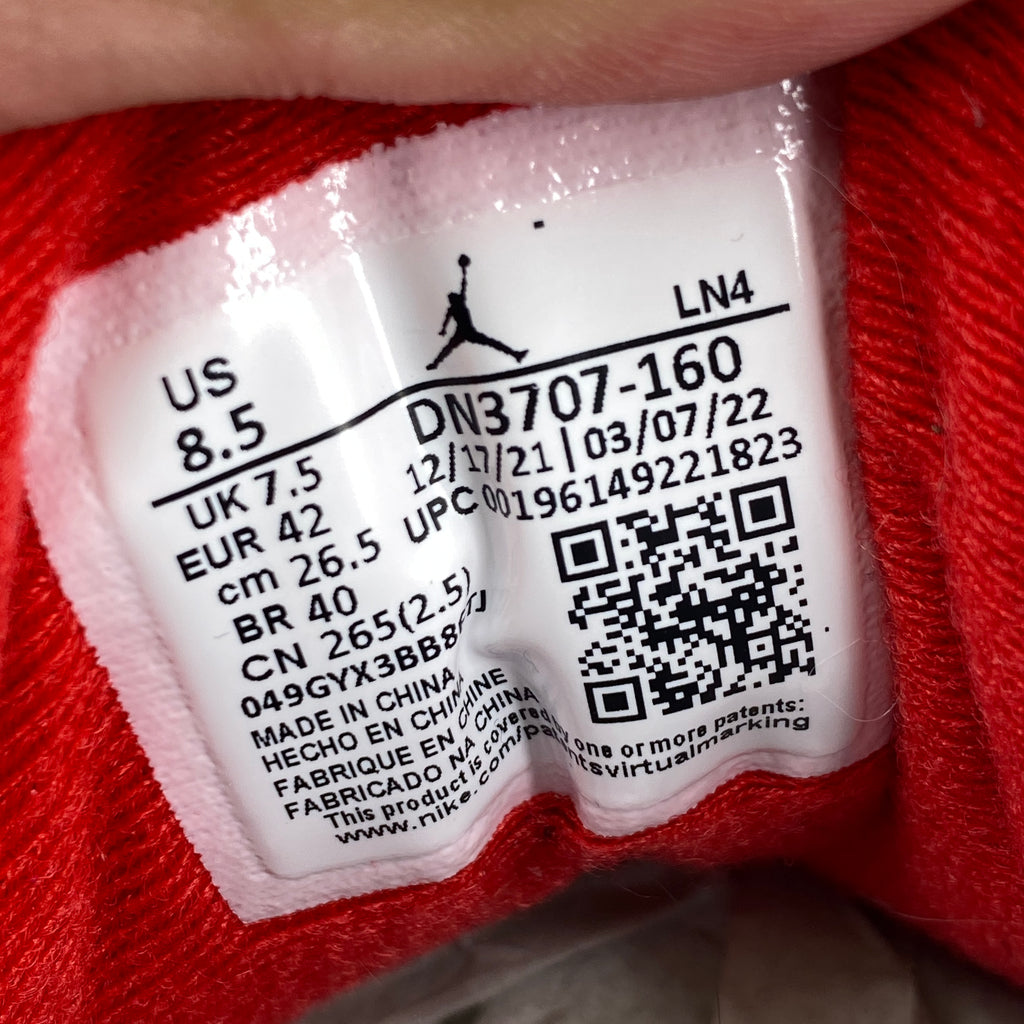 US
8.5
LN4
DN3707-160
12/17/21|03/07/22
UPC 00196149221823
UK 7.5
EUR 42
cm 26.5
BR 40
CN 265(2.5)
MADE IN CHINA
HECHO EN CHINA
FABRIQUE EN CHINE
FABRICADO NA CHINA
This product is covered by one or more patents:
www.nike.com/patentsvirtualmarking